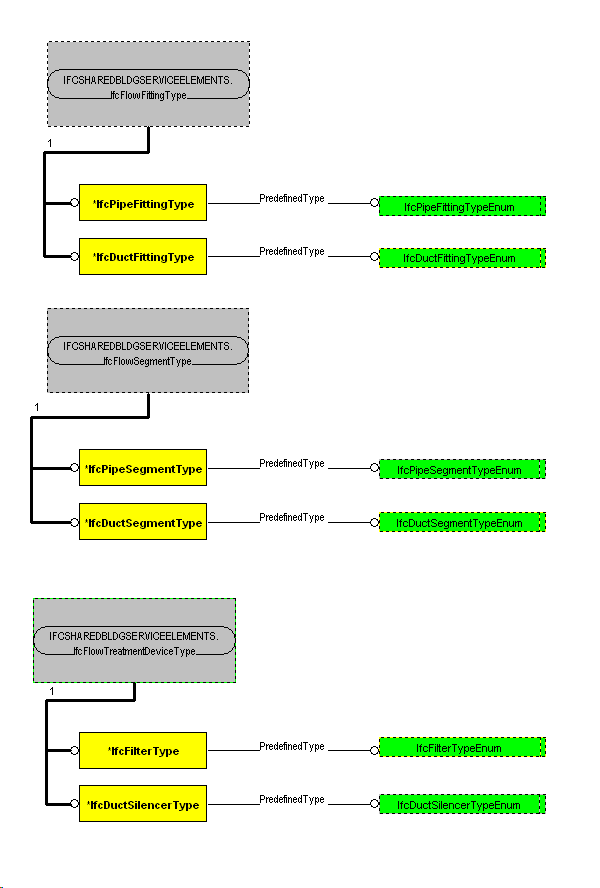 IFCSHAREDBLDGSERVICEELEMENTS.
IfcFlowFittingType
1
*IfcPipeFittingType
PredefinedType
IfcPipeFittingTypeEnum
*IfcDuctFittingType
PredefinedType
IfcDuctFittingTypeEnum
IFCSHAREDBLDGSERVICEELEMENTS.
IfcFlowSegmentType
1
*IfcPipeSegmentType
PredefinedType
IfcPipeSegmentTypeEnum
*IfcDuctSegmentType
PredefinedType
IfcDuctSegmentTypeEnum
IFCSHAREDBLDGSERVICEELEMENTS.
IfcFlowTreatmentDeviceType
1
*IfcFilterType
PredefinedType
IfcFilterTypeEnum
*IfcDuctSilencerType
PredefinedType
IfcDuctSilencerTypeEnum